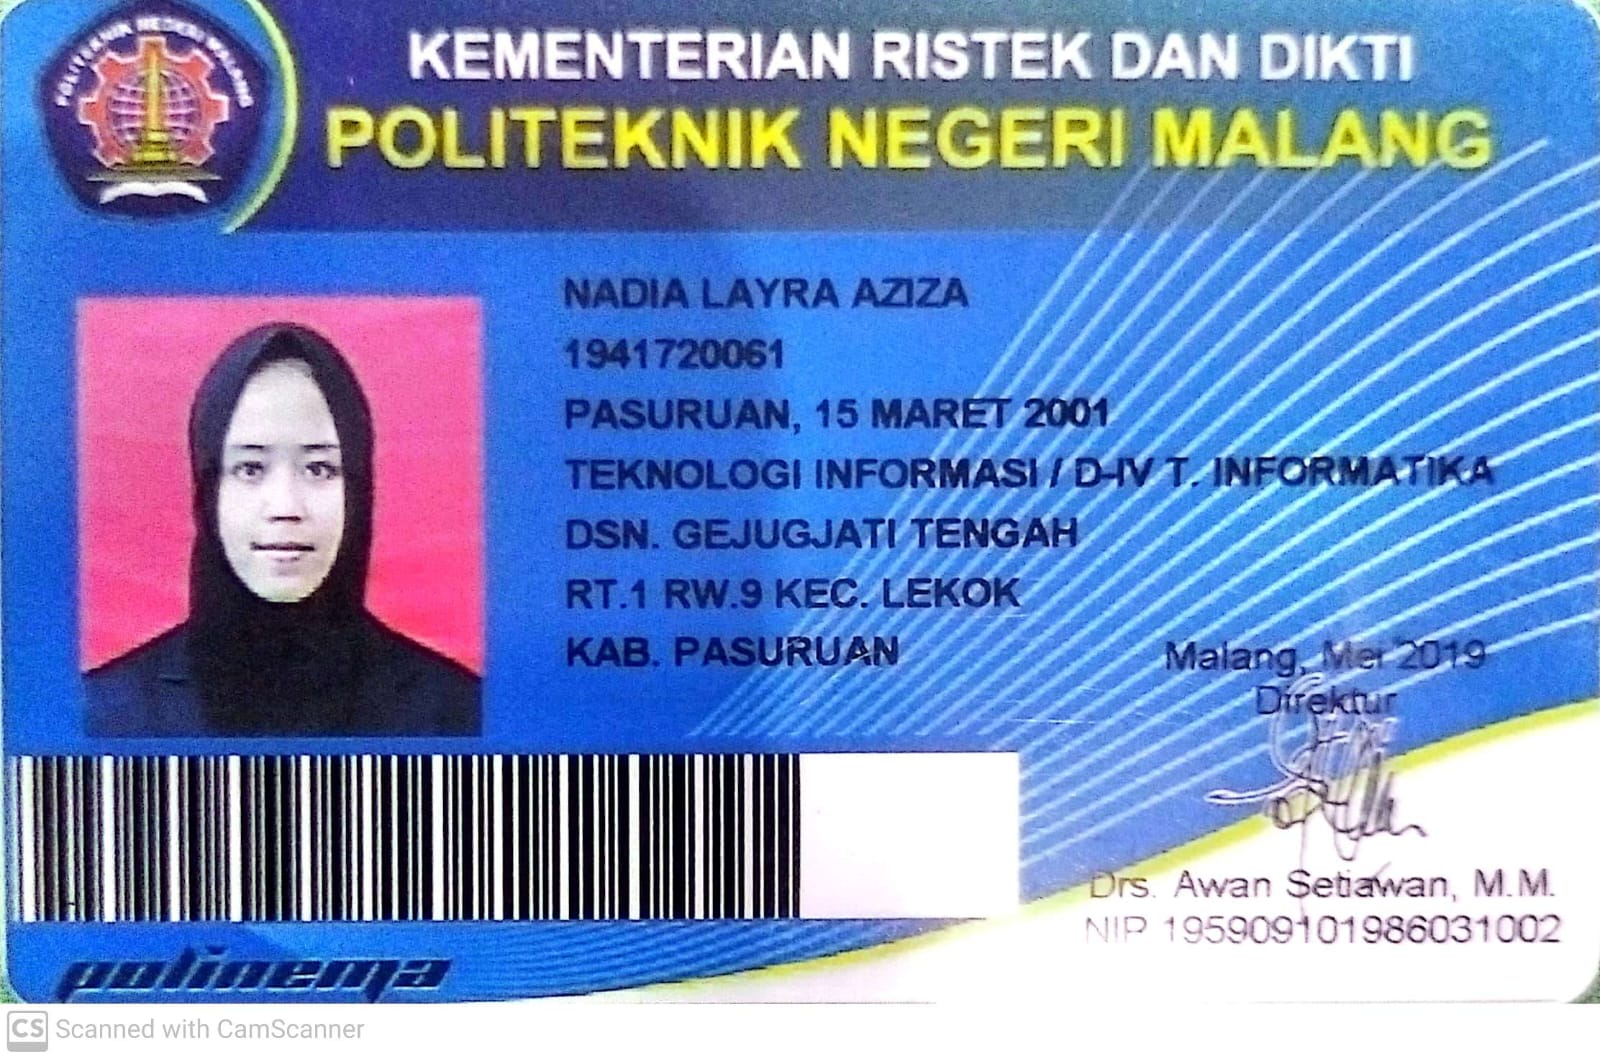 POLITEKNIK NEGERI MALANG
KEMENTERIAN RISTEK DAN DIKTI
POLITEKNIK NEGERI MALANG
NADIA LAYRA AZIZA
1941720061
PASURUAN, 15 MARET 2001
TEKNOLOGI INFORMASI / D-IV T. INFORMATIKA
DSN. GEJUGJATI TENGAH
RT.1 RW.9 KEC. LEKOK
KAB. PASURUAN
Malang, Mei 2019
Direktur
Drs. Awan Setiawan, M.M.
NIP 195909101986031002
polinema
CS Scanned with CamScanner